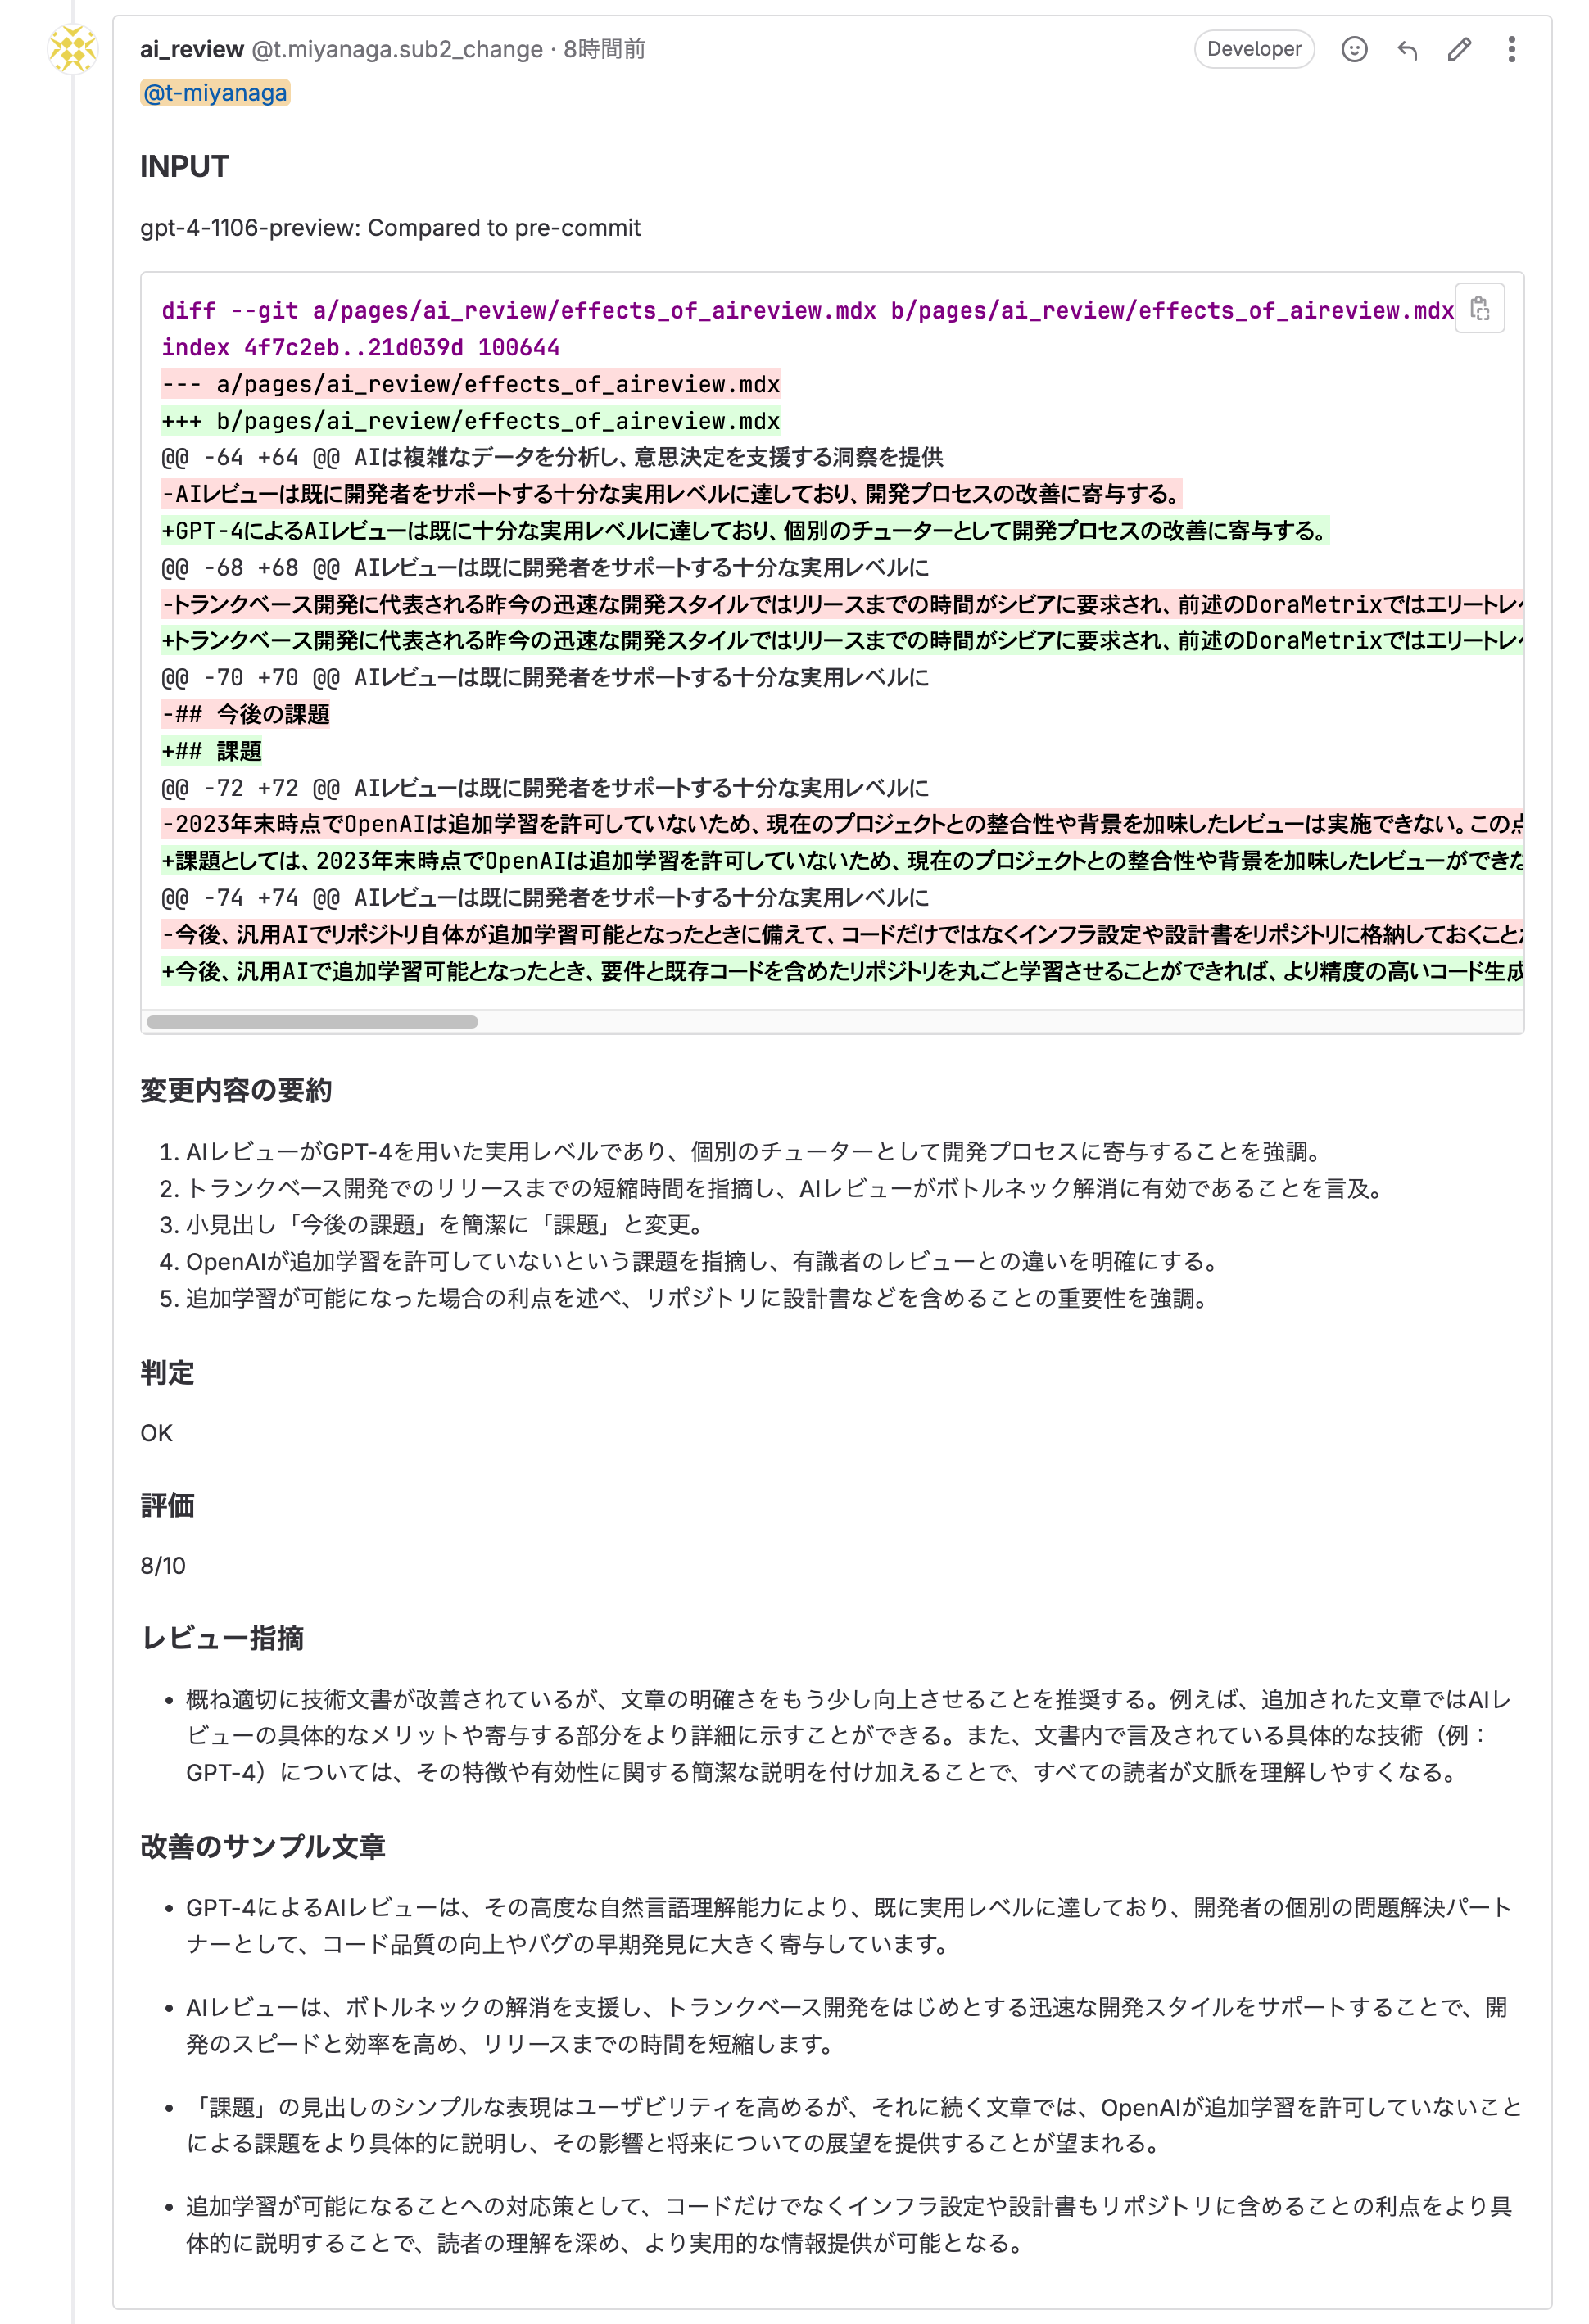 ai_review @t.miyanaga.sub2_change · 8時間前
Developer
@t-miyanaga
INPUT
gpt-4-1106-preview: Compared to pre-commit
diff --git a/pages/ai_review/effects_of_aireview.mdx b/pages/ai_review/effects_of_aireview.mdx
index 4f7c2eb..21d039d 100644
--- a/pages/ai_review/effects_of_aireview.mdx
+++ b/pages/ai_review/effects_of_aireview.mdx
@@ -64 +64 @@ AIは複雑なデータを分析し、意思決定を支援する洞察を提供
-AIレビューは既に開発者をサポートする十分な実用レベルに達しており、開発プロセスの改善に寄与する。
+GPT-4によるAIレビューは既に十分な実用レベルに達しており、個別のチューターとして開発プロセスの改善に寄与する。
@@ -68 +68 @@ AIレビューは既に開発者をサポートする十分な実用レベルに
-トランクベース開発に代表される昨今の迅速な開発スタイルではリリースまでの時間がシビアに要求され、前述のDoraMetrixではエリートレベ
+トランクベース開発に代表される昨今の迅速な開発スタイルではリリースまでの時間がシビアに要求され、前述のDoraMetrixではエリートレベ
@@ -70 +70 @@ AIレビューは既に開発者をサポートする十分な実用レベルに
-## 今後の課題
+## 課題
@@ -72 +72 @@ AIレビューは既に開発者をサポートする十分な実用レベルに
-2023年末時点でOpenAIは追加学習を許可していないため、現在のプロジェクトとの整合性や背景を加味したレビューは実施できない。この点
+課題としては、2023年末時点でOpenAIは追加学習を許可していないため、現在のプロジェクトとの整合性や背景を加味したレビューができな
@@ -74 +74 @@ AIレビューは既に開発者をサポートする十分な実用レベルに
-今後、汎用AIでリポジトリ自体が追加学習可能となったときに備えて、コードだけではなくインフラ設定や設計書をリポジトリに格納しておくことが
+今後、汎用AIで追加学習可能となったとき、要件と既存コードを含めたリポジトリを丸ごと学習させることができれば、より精度の高いコード生成
変更内容の要約
1. AIレビューがGPT-4を用いた実用レベルであり、個別のチューターとして開発プロセスに寄与することを強調。
2. トランクベース開発でのリリースまでの短縮時間を指摘し、AIレビューがボトルネック解消に有効であることを言及。
3. 小見出し「今後の課題」を簡潔に「課題」と変更。
4. OpenAIが追加学習を許可していないという課題を指摘し、有識者のレビューとの違いを明確にする。
5. 追加学習が可能になった場合の利点を述べ、リポジトリに設計書などを含めることの重要性を強調。
判定
OK
評価
8/10
レビュー指摘
• 概ね適切に技術文書が改善されているが、文章の明確さをもう少し向上させることを推奨する。例えば、追加された文章ではAIレ
ビューの具体的なメリットや寄与する部分をより詳細に示すことができる。また、文書内で言及されている具体的な技術（例：
GPT-4）については、その特徴や有効性に関する簡潔な説明を付け加えることで、すべての読者が文脈を理解しやすくなる。
改善のサンプル文章
• GPT-4によるAIレビューは、その高度な自然言語理解能力により、既に実用レベルに達しており、開発者の個別の問題解決パート
ナーとして、コード品質の向上やバグの早期発見に大きく寄与しています。
• AIレビューは、ボトルネックの解消を支援し、トランクベース開発をはじめとする迅速な開発スタイルをサポートすることで、開
発のスピードと効率を高め、リリースまでの時間を短縮します。
• 「課題」の見出しのシンプルな表現はユーザビリティを高めるが、それに続く文章では、OpenAIが追加学習を許可していないこと
による課題をより具体的に説明し、その影響と将来についての展望を提供することが望まれる。
• 追加学習が可能になることへの対応策として、コードだけでなくインフラ設定や設計書もリポジトリに含めることの利点をより具
体的に説明することで、読者の理解を深め、より実用的な情報提供が可能となる。